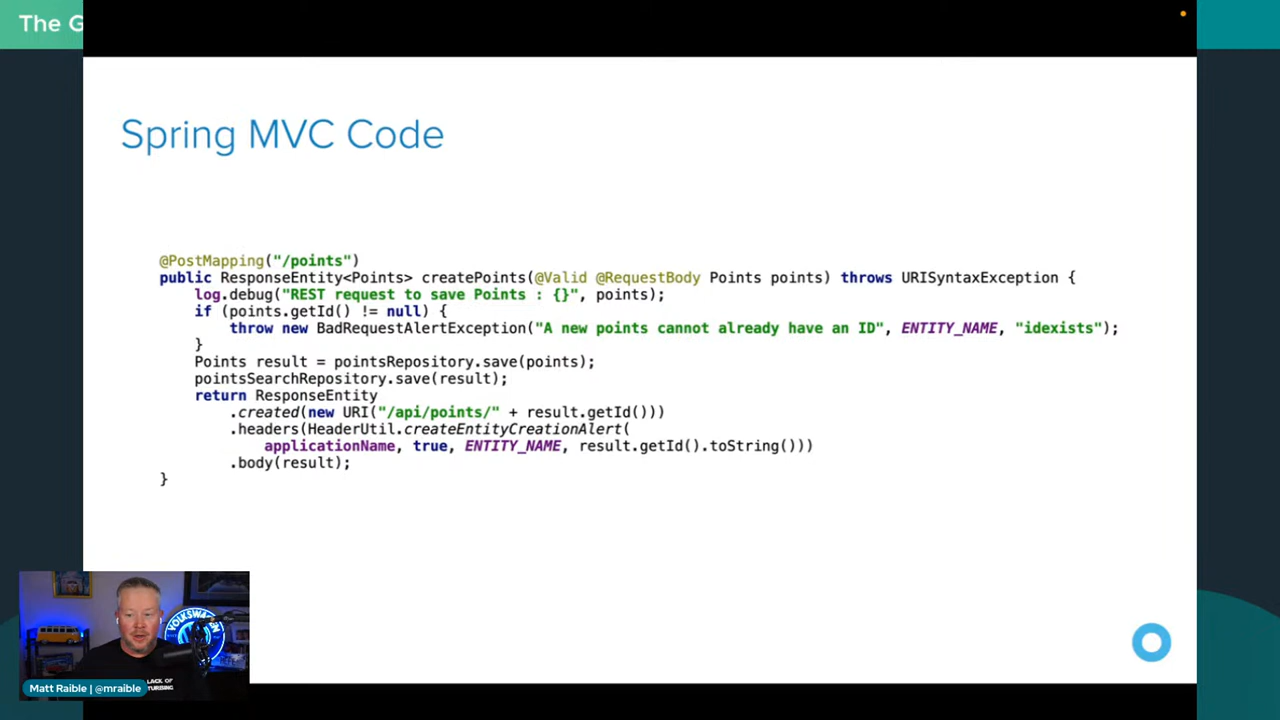 The G
Spring MVC Code
@PostMapping("/points")
public ResponseEntity<Points> createPoints(@Valid @RequestBody Points points) throws URISyntaxException {
log.debug("REST request to save Points : {}", points);
if (points.getId() != null) {
throw new BadRequestAlertException("A new points cannot already have an ID", ENTITY_NAME, "idexists");
}
Points result = pointsRepository.save(points);
pointsSearchRepository.save(result);
return ResponseEntity
.created(new URI("/api/points/" + result.getId()))
.headers(HeaderUtil.createEntityCreationAlert(
applicationName, true, ENTITY_NAME, result.getId().toString()))
.body(result);
}
VOLKSWAGEN
LACK OF
Matt Raible | @mraible